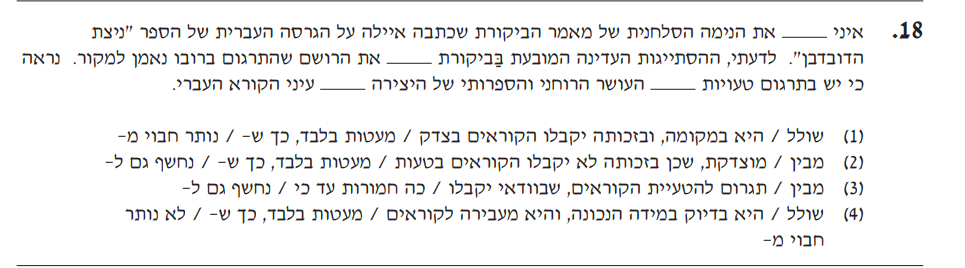 18. איני _____ את הנימה הסלחנית של מאמר הביקורת שכתבה איילה על הגרסה העברית של הספר "ניצת
הדובדבן". לדעתי, ההסתייגות העדינה המובעת בַּביקורת _____ את הרושם שהתרגום ברובו נאמן למקור. נראה
כי יש בתרגום טעויות _____ העושר הרוחני והספרותי של היצירה _____ עיני הקורא העברי.
(1) שולל / היא במקומה, ובזכותה יקבלו הקוראים בצדק / מעטות בלבד, כך ש- / נותר חבוי מ-
(2) מבין / מוצדקת, שכן בזכותה לא יקבלו הקוראים בטעות / מעטות בלבד, כך ש- / נחשף גם ל-
(3) מבין / תגרום להטעיית הקוראים, שבוודאי יקבלו / כה חמורות עד כי / נחשף גם ל-
(4) שולל / היא בדיוק במידה הנכונה, והיא מעבירה לקוראים / מעטות בלבד, כך ש- / לא נותר
חבוי מ-